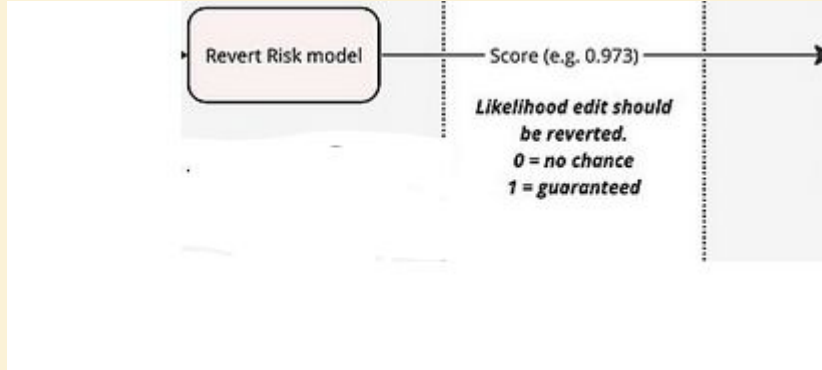 Revert Risk model
Score (e.g. 0.973)
Likelihood edit should
be reverted.
0 = no chance
1 = guaranteed